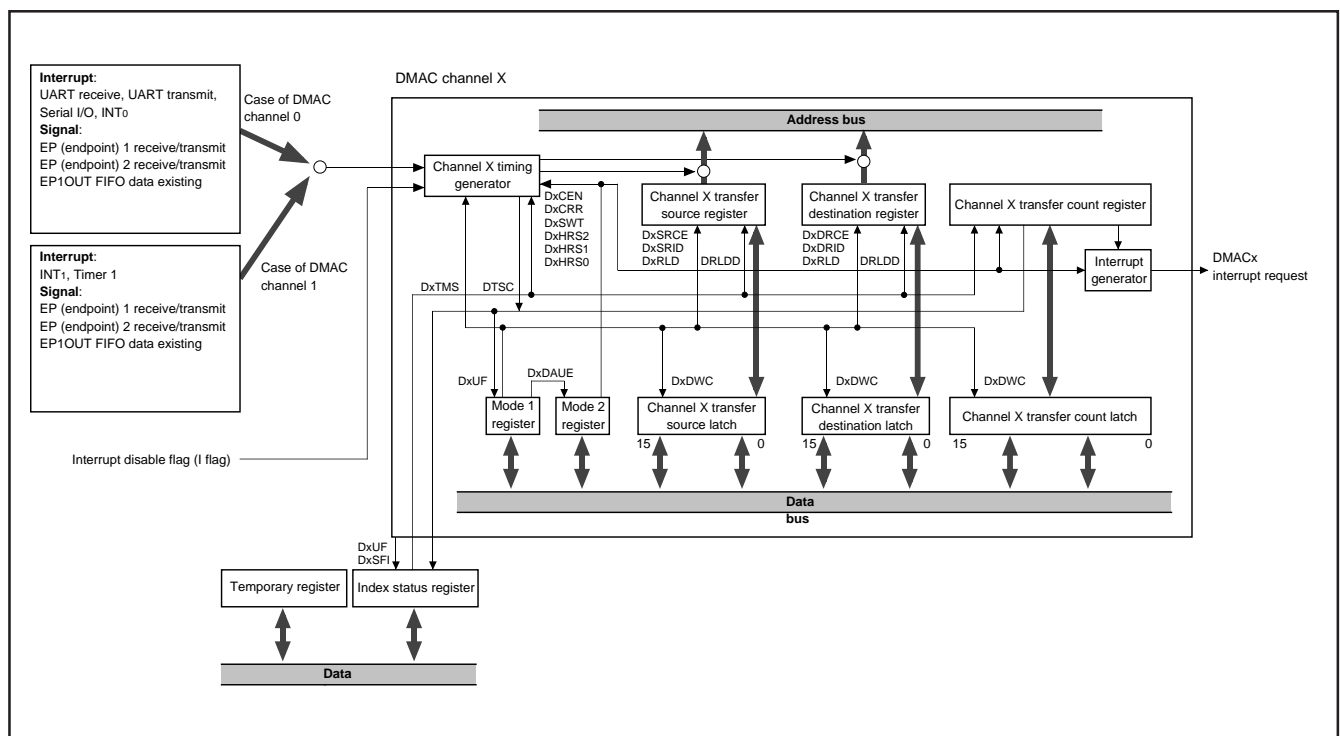 Interrupt:
UART receive, UART transmit,
Serial I/O, INT0
Signal:
EP (endpoint) 1 receive/transmit
EP (endpoint) 2 receive/transmit
EP1OUT FIFO data existing
Case of DMAC
channel 0
Interrupt:
INT1, Timer 1
Signal:
EP (endpoint) 1 receive/transmit
EP (endpoint) 2 receive/transmit
EP1OUT FIFO data existing
Case of DMAC
channel 1
Interrupt disable flag (I flag)
DMAC channel X
Address bus
Channel X timing
generator
DxCEN
DxCRR
DxSWT
DxHRS2
DxHRS1
DxHRS0
Channel X transfer
source register
DxSRCE
DxSRID
DxRLD
DRLDD
Channel X transfer
destination register
DxDRCE
DxDRID
DxRLD
DRLDD
Channel X transfer count register
Interrupt
generator
DMACx
interrupt request
DxTMS
DTSC
DxUF
DxDAUE
DxDWC
DxDWC
DxDWC
Mode 1
register
Mode 2
register
Channel X transfer
source latch
15
0
Channel X transfer
destination latch
15
0
Channel X transfer count latch
15
0
Data
bus
DxUF
DxSFI
Temporary register
Index status register
Data